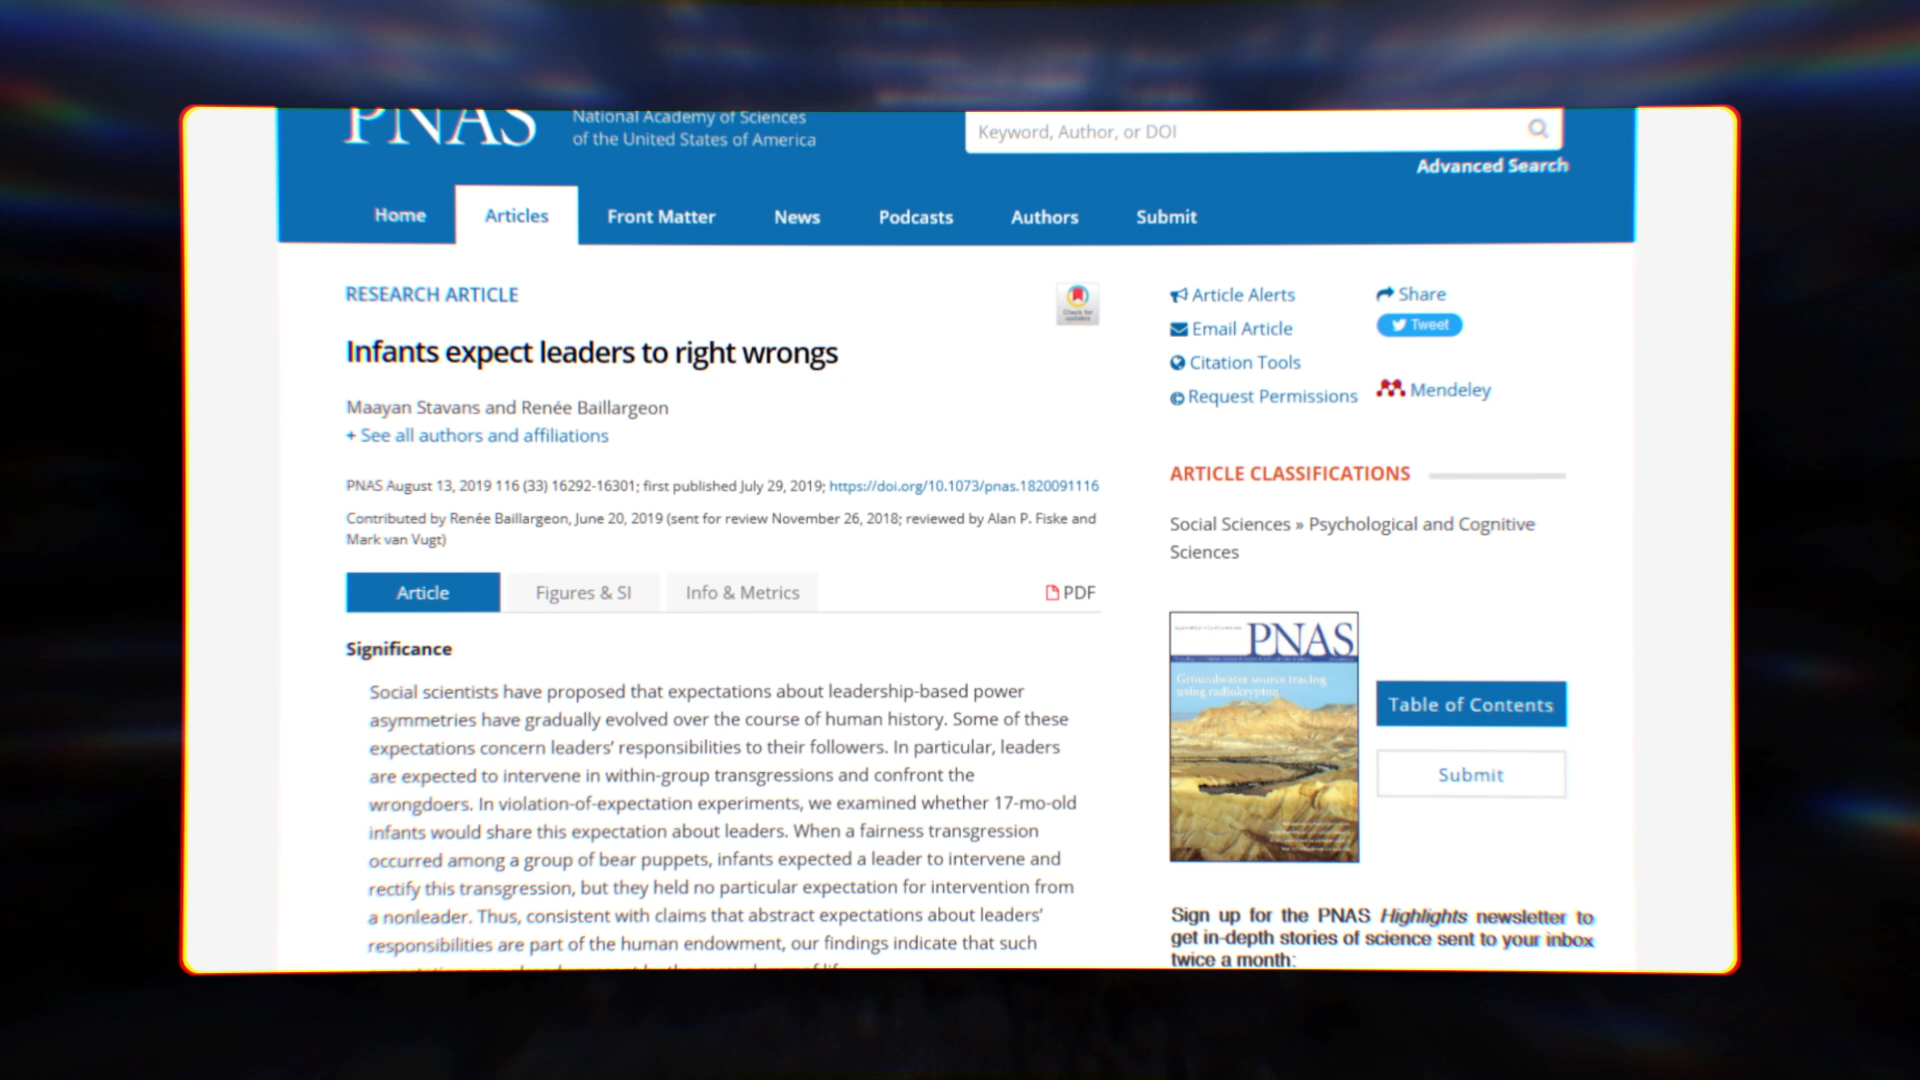 PNAS
National Academy of Sciences
of the United States of America
Keyword, Author, or DOI
Advanced Search
Home
Articles
Front Matter
News
Podcasts
Authors
Submit
RESEARCH ARTICLE
Check for
updates
Infants expect leaders to right wrongs
Maayan Stavans and Renée Baillargeon
+ See all authors and affiliations
PNAS August 13, 2019 116 (33) 16292-16301; first published July 29, 2019; https://doi.org/10.1073/pnas.1820091116
Contributed by Renée Baillargeon, June 20, 2019 (sent for review November 26, 2018; reviewed by Alan P. Fiske and
Mark van Vugt)
Article
Figures & SI
Info & Metrics
PDF
Significance
Social scientists have proposed that expectations about leadership-based power
asymmetries have gradually evolved over the course of human history. Some of these
expectations concern leaders’ responsibilities to their followers. In particular, leaders
are expected to intervene in within-group transgressions and confront the
wrongdoers. In violation-of-expectation experiments, we examined whether 17-mo-old
infants would share this expectation about leaders. When a fairness transgression
occurred among a group of bear puppets, infants expected a leader to intervene and
rectify this transgression, but they held no particular expectation for intervention from
a nonleader. Thus, consistent with claims that abstract expectations about leaders’
responsibilities are part of the human endowment, our findings indicate that such
Article Alerts
Share
Email Article
Tweet
Citation Tools
Request Permissions
Mendeley
ARTICLE CLASSIFICATIONS
Social Sciences » Psychological and Cognitive
Sciences
PNAS
Groundwater source tracing
using radiokrypton
Table of Contents
Submit
Sign up for the PNAS Highlights newsletter to
get in-depth stories of science sent to your inbox
twice a month: